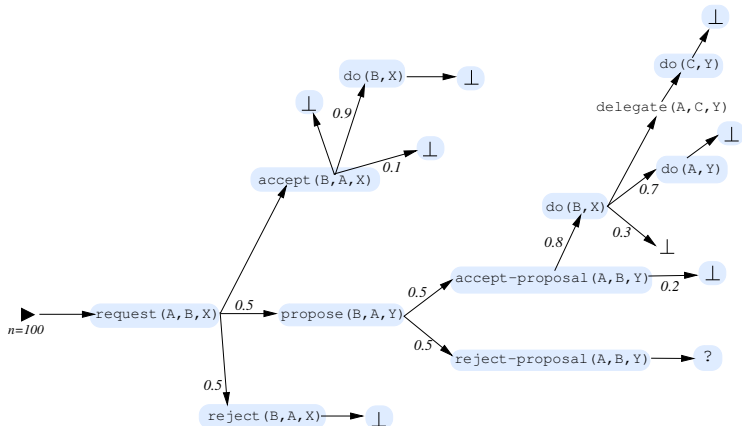 ⊥
do(C,Y)
do(B,X)
⊥
⊥
0.9
delegate(A,C,Y)
⊥
⊥
0.1
do(A,Y)
accept(B,A,X)
0.7
do(B,X)
0.3
⊥
0.8
accept-proposal(A,B,Y)
⊥
0.2
0.5
n=100
request(A,B,X)
0.5
propose(B,A,Y)
0.5
reject-proposal(A,B,Y)
?
0.5
reject(B,A,X)
⊥